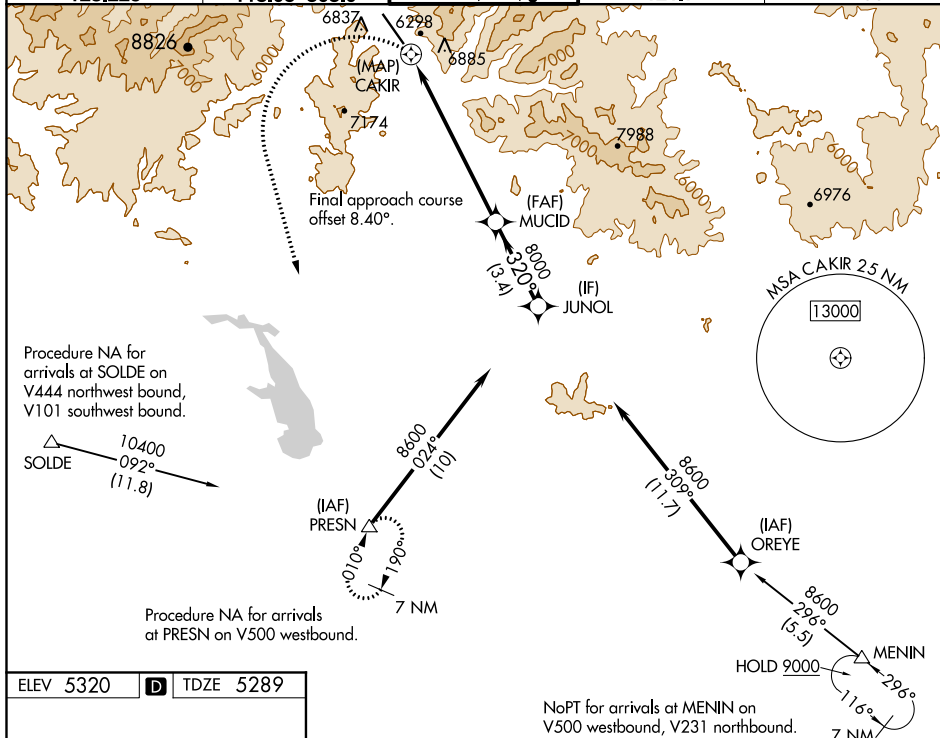 6837
6298
8826
7000
6000
(MAP)
CAKIR
6885
7174
7000
7988
6000
6000
6976
Final approach course
offset 8.40°.
(FAF)
MUCID
8000
320°
(3.4)
(IF)
JUNOL
MSA CAKIR 25 NM
13000
Procedure NA for
arrivals at SOLDE on
V444 northwest bound,
V101 southwest bound.
SOLDE
10400
092°
(11.8)
8600
024°
(10)
(IAF)
PRESN
010°
190°
7 NM
Procedure NA for arrivals
at PRESN on V500 westbound.
8600
309°
(11.7)
(IAF)
OREYE
8600
296°
(5.5)
MENIN
HOLD 9000
296°
116°
7 NM
NoPT for arrivals at MENIN on
V500 westbound, V231 northbound.
ELEV 5320 D TDZE 5289